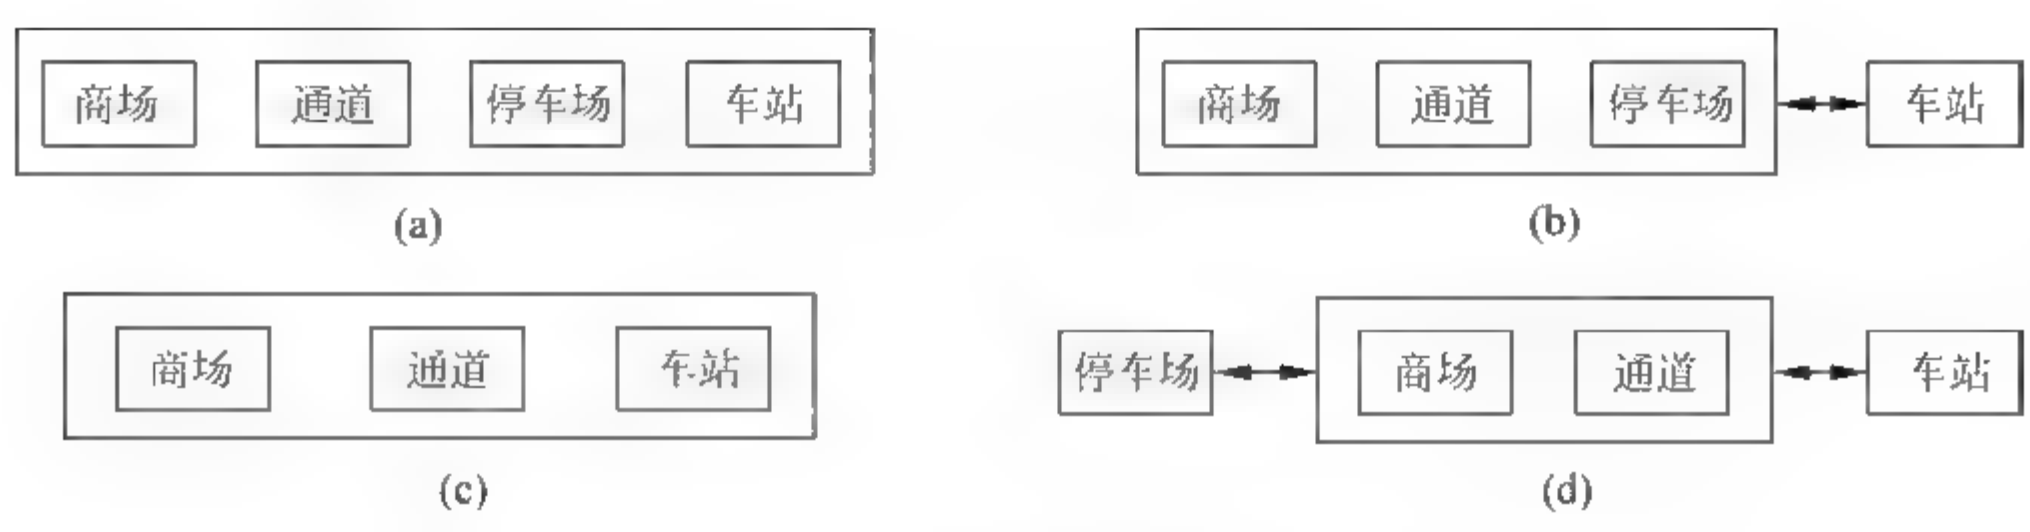 商场 通道 停车场 车站
商场 通道 停车场 车站
(a)
(b)
商场 通道 车站
停车场 商场 通道 车站
(c)
(d)